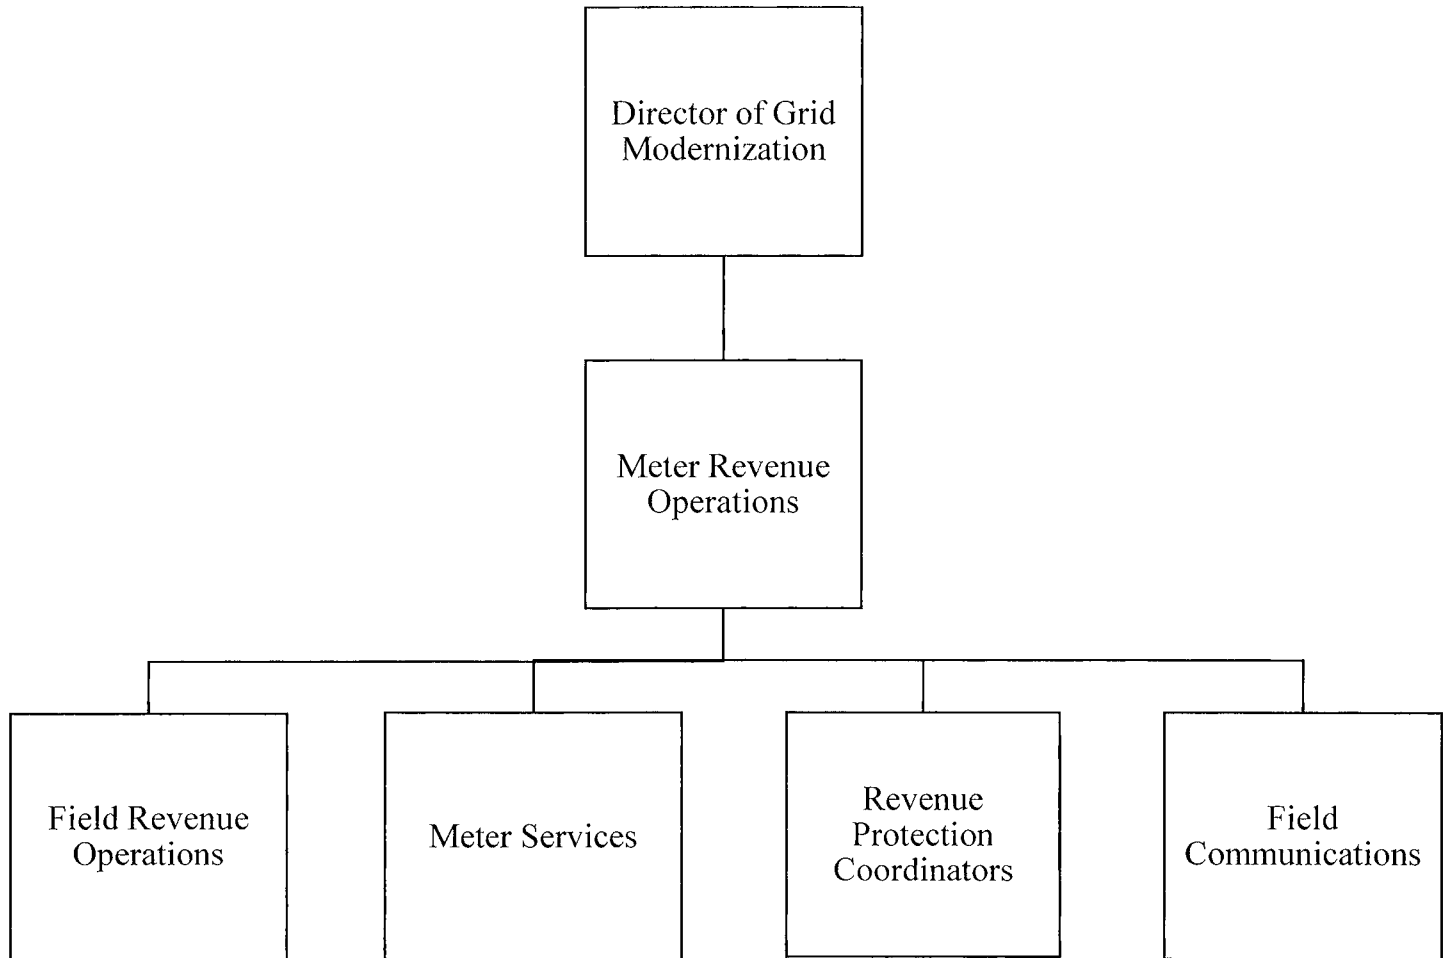 Director of Grid
Modernization
Meter Revenue
Operations
Field Revenue
Operations
Meter Services
Revenue
Protection
Coordinators
Field
Communications